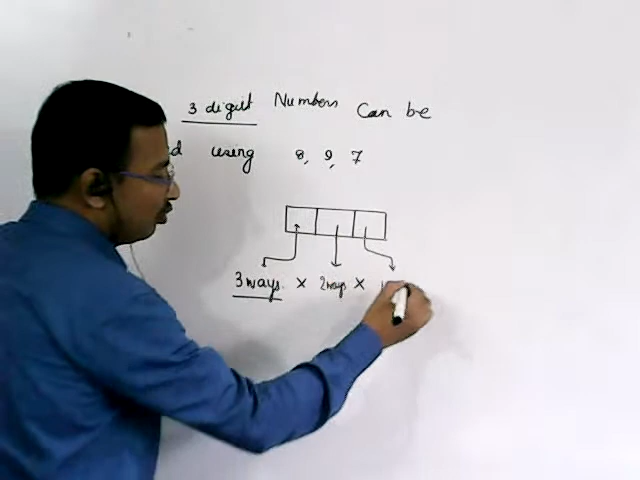 3 digit Numbers Can be
using 8, 9, 7
3 ways. × 2 ways ×